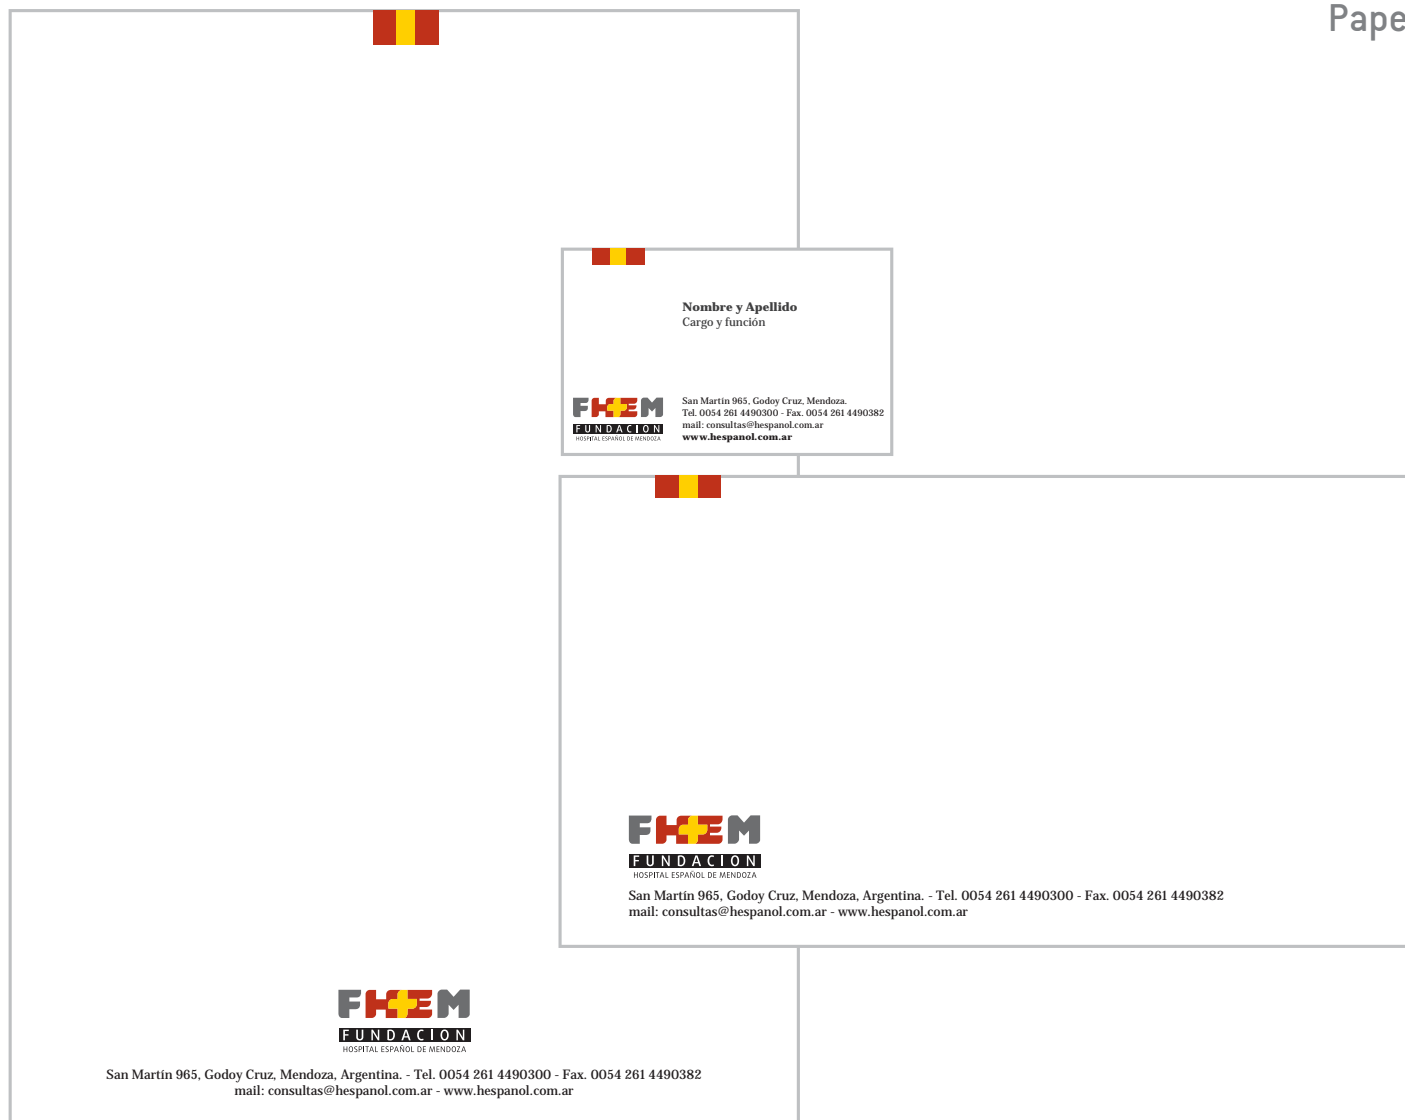 Pape
Nombre y Apellido
Cargo y función
FHEM
FUNDACION
HOSPITAL ESPAÑOL DE MENDOZA
San Martín 965, Godoy Cruz, Mendoza.
Tel. 0054 261 4490300 - Fax. 0054 261 4490382
mail: consultas@hespanol.com.ar
www.hespanol.com.ar
FHEM
FUNDACION
HOSPITAL ESPAÑOL DE MENDOZA
San Martín 965, Godoy Cruz, Mendoza, Argentina. - Tel. 0054 261 4490300 - Fax. 0054 261 4490382
mail: consultas@hespanol.com.ar - www.hespanol.com.ar
FHEM
FUNDACION
HOSPITAL ESPAÑOL DE MENDOZA
San Martín 965, Godoy Cruz, Mendoza, Argentina. - Tel. 0054 261 4490300 - Fax. 0054 261 4490382
mail: consultas@hespanol.com.ar - www.hespanol.com.ar